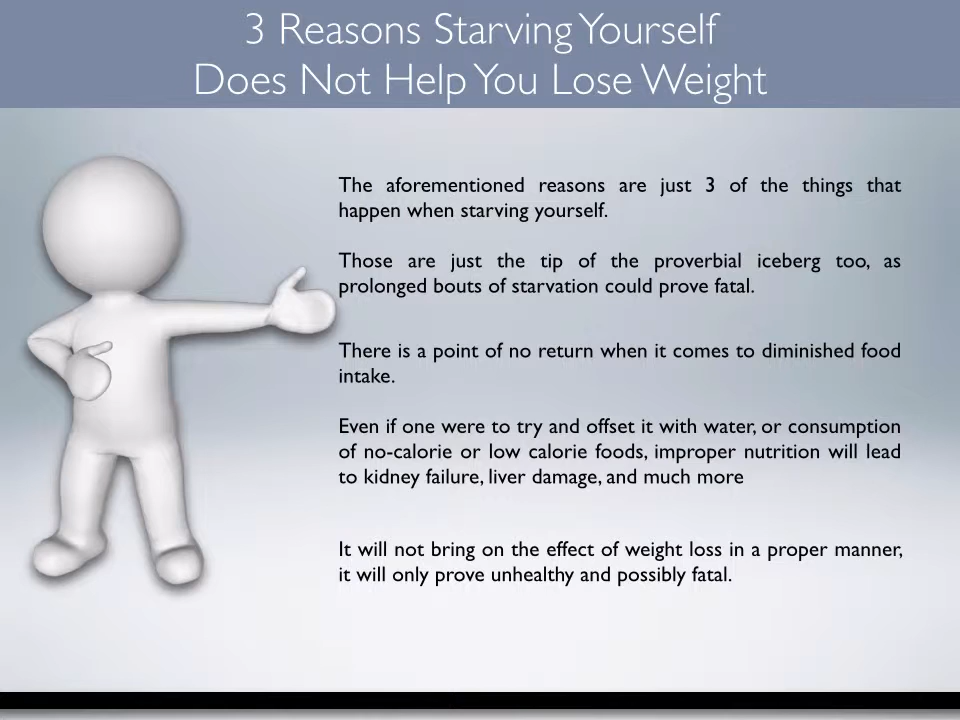 3 Reasons Starving Yourself
Does Not Help You Lose Weight
The aforementioned reasons are just 3 of the things that
happen when starving yourself.
Those are just the tip of the proverbial iceberg too, as
prolonged bouts of starvation could prove fatal.
There is a point of no return when it comes to diminished food
intake.
Even if one were to try and offset it with water, or consumption
of no-calorie or low calorie foods, improper nutrition will lead
to kidney failure, liver damage, and much more
It will not bring on the effect of weight loss in a proper manner,
it will only prove unhealthy and possibly fatal.